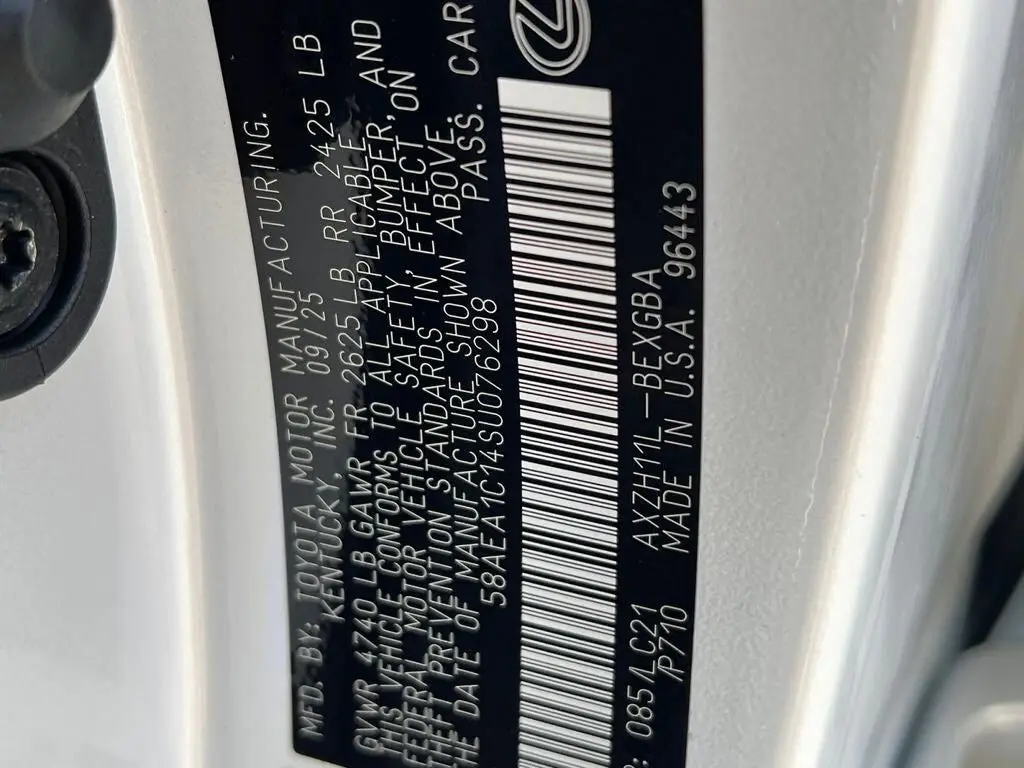 MFD. BY: TOYOTA MOTOR MANUFACTURING.
KENTUCKY, INC. 09/25
GVWR 4740 LB GAWR FR 2625LB RR 2425 LB
THIS VEHICLE CONFORMS TO ALL APPLICABLE
FEDERAL MOTOR VEHICLE SAFETY, BUMPER, AND
THEFT PREVENTION STANDARDS IN EFFECT ON
THE DATE OF MANUFACTURE SHOWN ABOVE.
58AEA1C14SU076298 PASS. CAR
085 LC21 AXZH11L-BEXGBA
/P710 MADE IN U.S.A. 96443